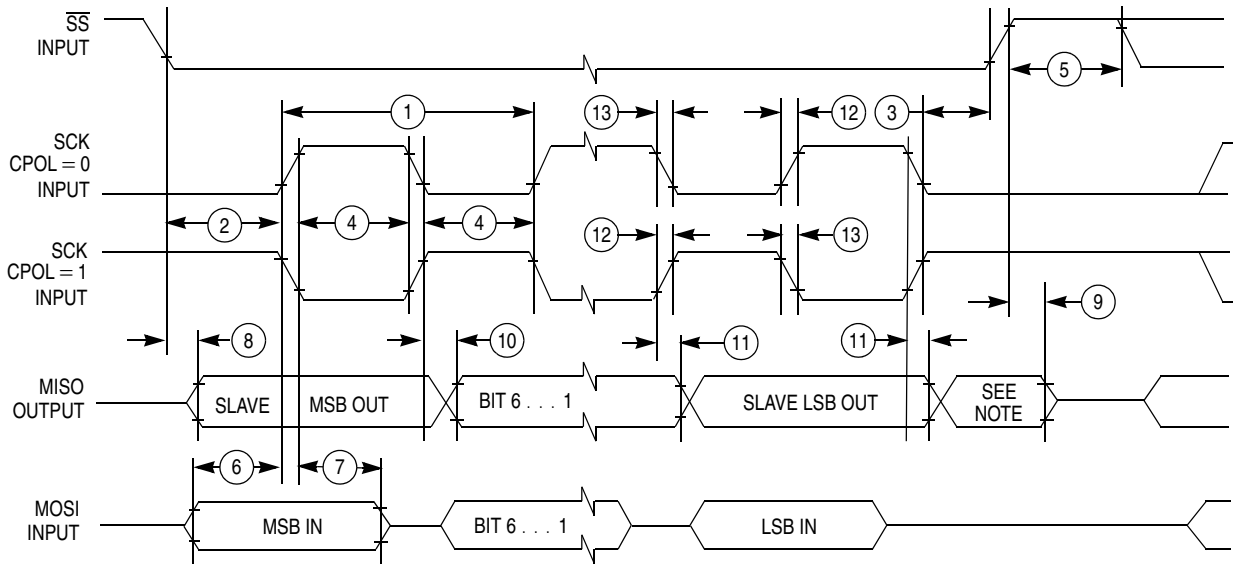 SS
INPUT
5
1
13
12
3
SCK
CPOL = 0
INPUT
2
4
4
SCK
CPOL = 1
INPUT
12
13
8
10
11
11
9
MISO
OUTPUT
SLAVE
MSB OUT
BIT 6 . . . 1
SLAVE LSB OUT
SEE
NOTE
6
7
MOSI
INPUT
MSB IN
BIT 6 . . . 1
LSB IN